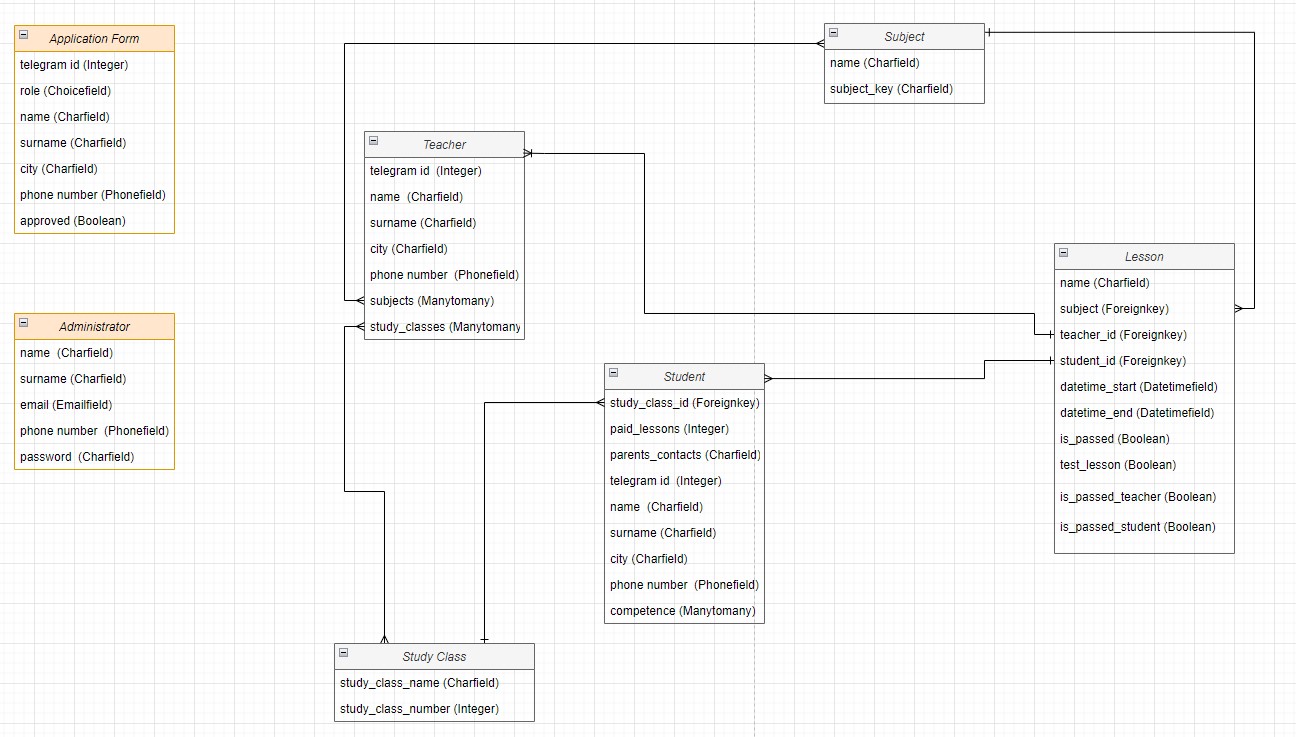 Application Form
telegram id (Integer)
role (Choicefield)
name (Charfield)
surname (Charfield)
city (Charfield)
phone number (Phonefield)
approved (Boolean)
Administrator
name (Charfield)
surname (Charfield)
email (Emailfield)
phone number (Phonefield)
password (Charfield)
Teacher
telegram id (Integer)
name (Charfield)
surname (Charfield)
city (Charfield)
phone number (Phonefield)
subjects (Manytomany)
study_classes (Manytomany
Study Class
study_class_name (Charfield)
study_class_number (Integer)
Student
study_class_id (Foreignkey)
paid_lessons (Integer)
parents_contacts (Charfield)
telegram id (Integer)
name (Charfield)
surname (Charfield)
city (Charfield)
phone number (Phonefield)
competence (Manytomany)
Subject
name (Charfield)
subject_key (Charfield)
Lesson
name (Charfield)
subject (Foreignkey)
teacher_id (Foreignkey)
student_id (Foreignkey)
datetime_start (Datetimefield)
datetime_end (Datetimefield)
is_passed (Boolean)
test_lesson (Boolean)
is_passed_teacher (Boolean)
is_passed_student (Boolean)